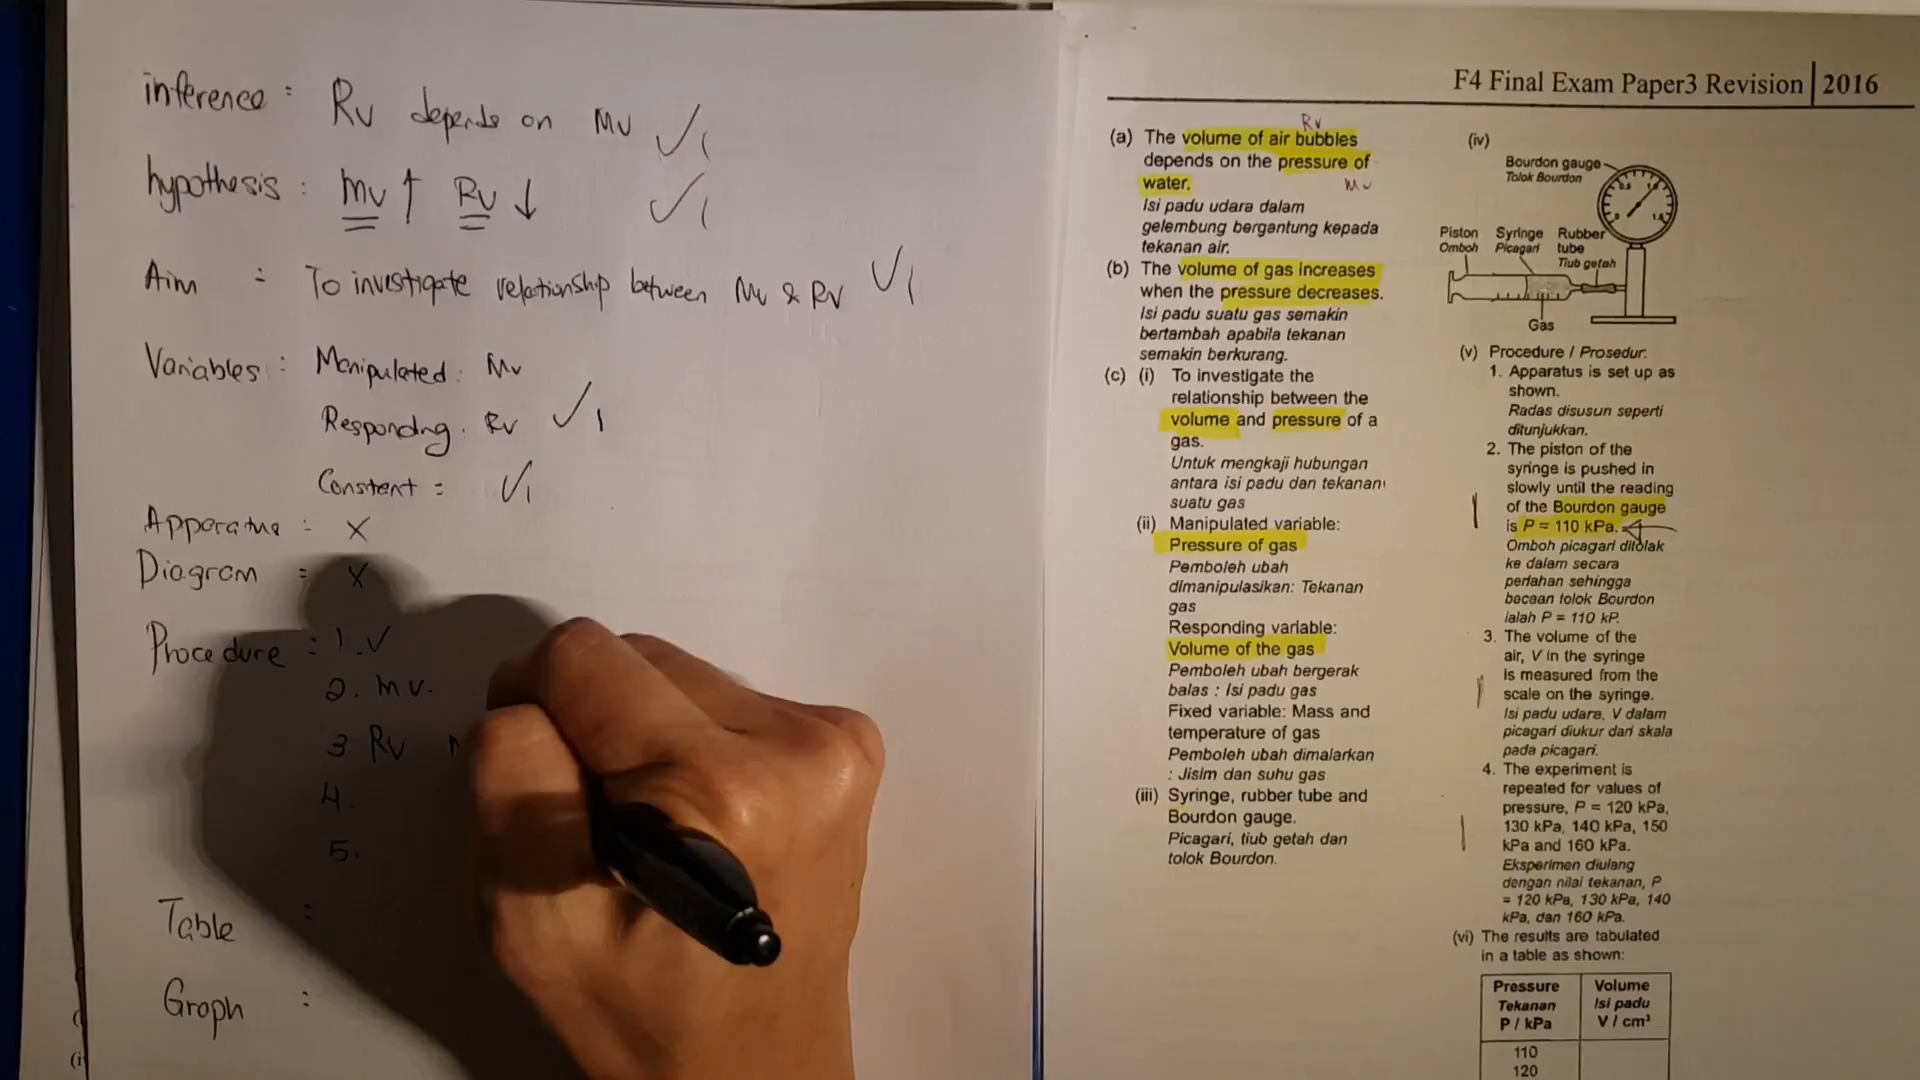 inference : Rv depends on Mv ✓1
hypothesis : Mv ↑ Rv ↓ ✓1
Aim : To investigate relationship between Mv & Rv ✓1
Variables : Manipulated : Mv
Responding : Rv ✓1
Constant = ✓1
Apparatus : X
Diagram = X
Procedure : 1. ✓
2. mv.
3 Rv
4.
5.
Table :
Graph :
F4 Final Exam Paper3 Revision | 2016
Rv
(a) The volume of air bubbles
depends on the pressure of
water.
Mv
Isi padu udara dalam
gelembung bergantung kepada
tekanan air.
(b) The volume of gas increases
when the pressure decreases.
Isi padu suatu gas semakin
bertambah apabila tekanan
semakin berkurang.
(c) (i) To investigate the
relationship between the
volume and pressure of a
gas.
Untuk mengkaji hubungan
antara isi padu dan tekanan
suatu gas
(ii) Manipulated variable:
Pressure of gas
Pemboleh ubah
dimanipulasikan: Tekanan
gas
Responding variable:
Volume of the gas
Pemboleh ubah bergerak
balas : Isi padu gas
Fixed variable: Mass and
temperature of gas
Pemboleh ubah dimalarkan
: Jisim dan suhu gas
(iii) Syringe, rubber tube and
Bourdon gauge.
Picagari, tiub getah dan
tolok Bourdon.
(iv)
Bourdon gauge
Tolok Bourdon
Piston Syringe Rubber
Omboh Picagari tube
Tiub getah
Gas
(v) Procedure / Prosedur:
1. Apparatus is set up as
shown.
Radas disusun seperti
ditunjukkan.
2. The piston of the
syringe is pushed in
slowly until the reading
of the Bourdon gauge
is P = 110 kPa.
Omboh picagari ditolak
ke dalam secara
perlahan sehingga
bacaan tolok Bourdon
ialah P = 110 kP.
3. The volume of the
air, V in the syringe
is measured from the
scale on the syringe.
Isi padu udara, V dalam
picagari diukur dari skala
pada picagari.
4. The experiment is
repeated for values of
pressure, P = 120 kPa,
130 kPa, 140 kPa, 150
kPa and 160 kPa.
Eksperimen diulang
dengan nilai tekanan, P
= 120 kPa, 130 kPa, 140
kPa, dan 160 kPa.
(vi) The results are tabulated
in a table as shown:
Pressure Volume
Tekanan Isi padu
P / kPa V / cm³
110
120